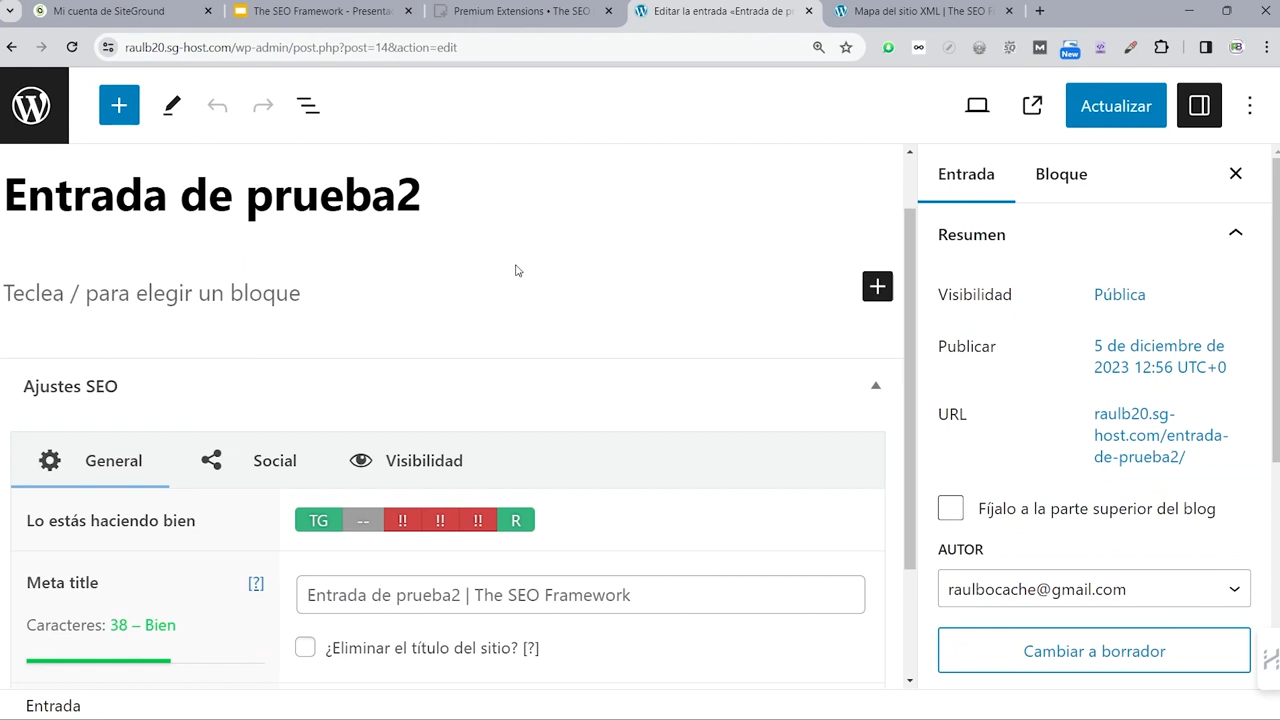 Mi cuenta de SiteGround
The SEO Framework - Presentac
Premium Extensions • The SEO
Editar la entrada «Entrada de p
Mapa del sitio XML | The SEO F
raulb20.sg-host.com/wp-admin/post.php?post=14&action=edit
New
Actualizar
Entrada de prueba2
Teclea / para elegir un bloque
Ajustes SEO
General
Social
Visibilidad
Lo estás haciendo bien
TG -- !! !! !! R
Meta title [?]
Entrada de prueba2 | The SEO Framework
Caracteres: 38 – Bien
¿Eliminar el título del sitio? [?]
Entrada
Bloque
Resumen
Visibilidad
Pública
Publicar
5 de diciembre de
2023 12:56 UTC+0
URL
raulb20.sg-
host.com/entrada-
de-prueba2/
Fíjalo a la parte superior del blog
AUTOR
raulbocache@gmail.com
Cambiar a borrador
Entrada